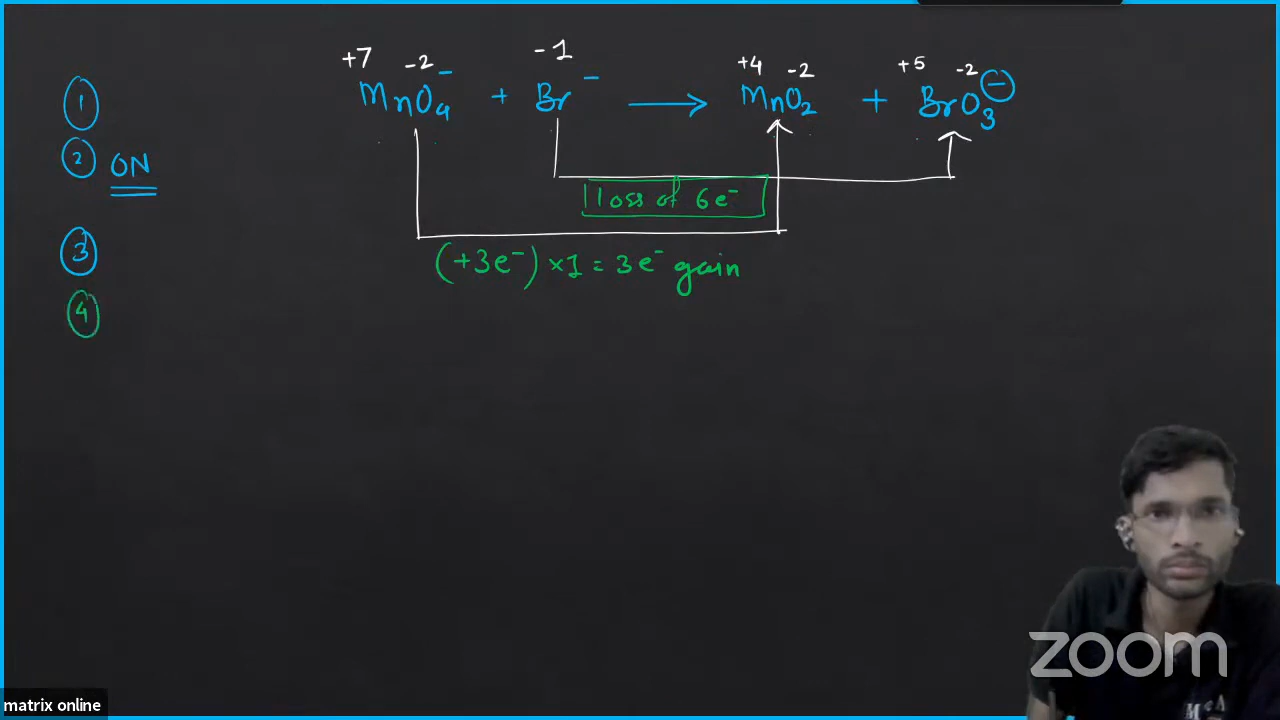 +7 -2 -1 +4 -2 +5 -2
① MnO₄⁻ + Br⁻ → MnO₂ + BrO₃⊖
② ON
loss of 6e⁻
③ (+3e⁻) × 1 = 3e⁻ gain
④
zoom
matrix online